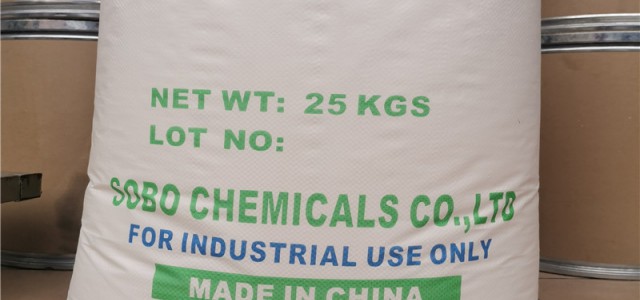 NET WT: 25 KGS
LOT NO:
SOBO CHEMICALS CO.,LTD
FOR INDUSTRIAL USE ONLY
MADE IN CHINA